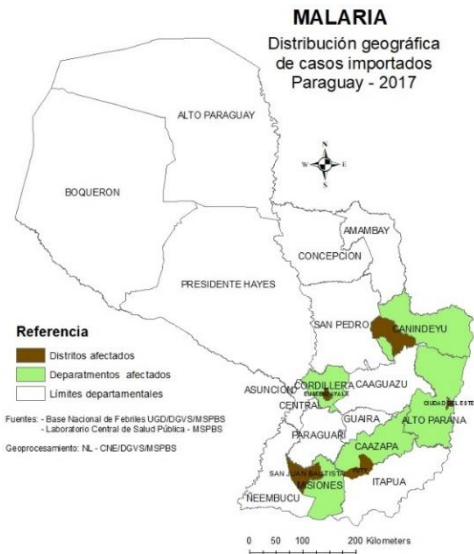 MALARIA
Distribución geográfica
de casos importados
Paraguay - 2017
N
W E
S
ALTO PARAGUAY
BOQUERON
AMAMBAY
CONCEPCION
PRESIDENTE HAYES
SAN PEDRO
CANINDEYU
Referencia
Distritos afectados
Deparatmentos afectados
Límites departamentales
ASUNCION
CORDILLERA
CAAGUAZU
CENTRAL
CIUDAD DEL ESTE
ALTO PARANA
GUAIRA
PARAGUARI
CAAZAPA
Fuentes: - Base Nacional de Febriles UGD/DGVS/MSPBS
- Laboratorio Central de Salud Pública - MSPBS
Geoprocesamiento: NL - CNE/DGVS/MSPBS
SAN JUAN BAUTISTA
MISIONES
ITAPUA
ÑEEMBUCU
0 50 100 200 Kilometers